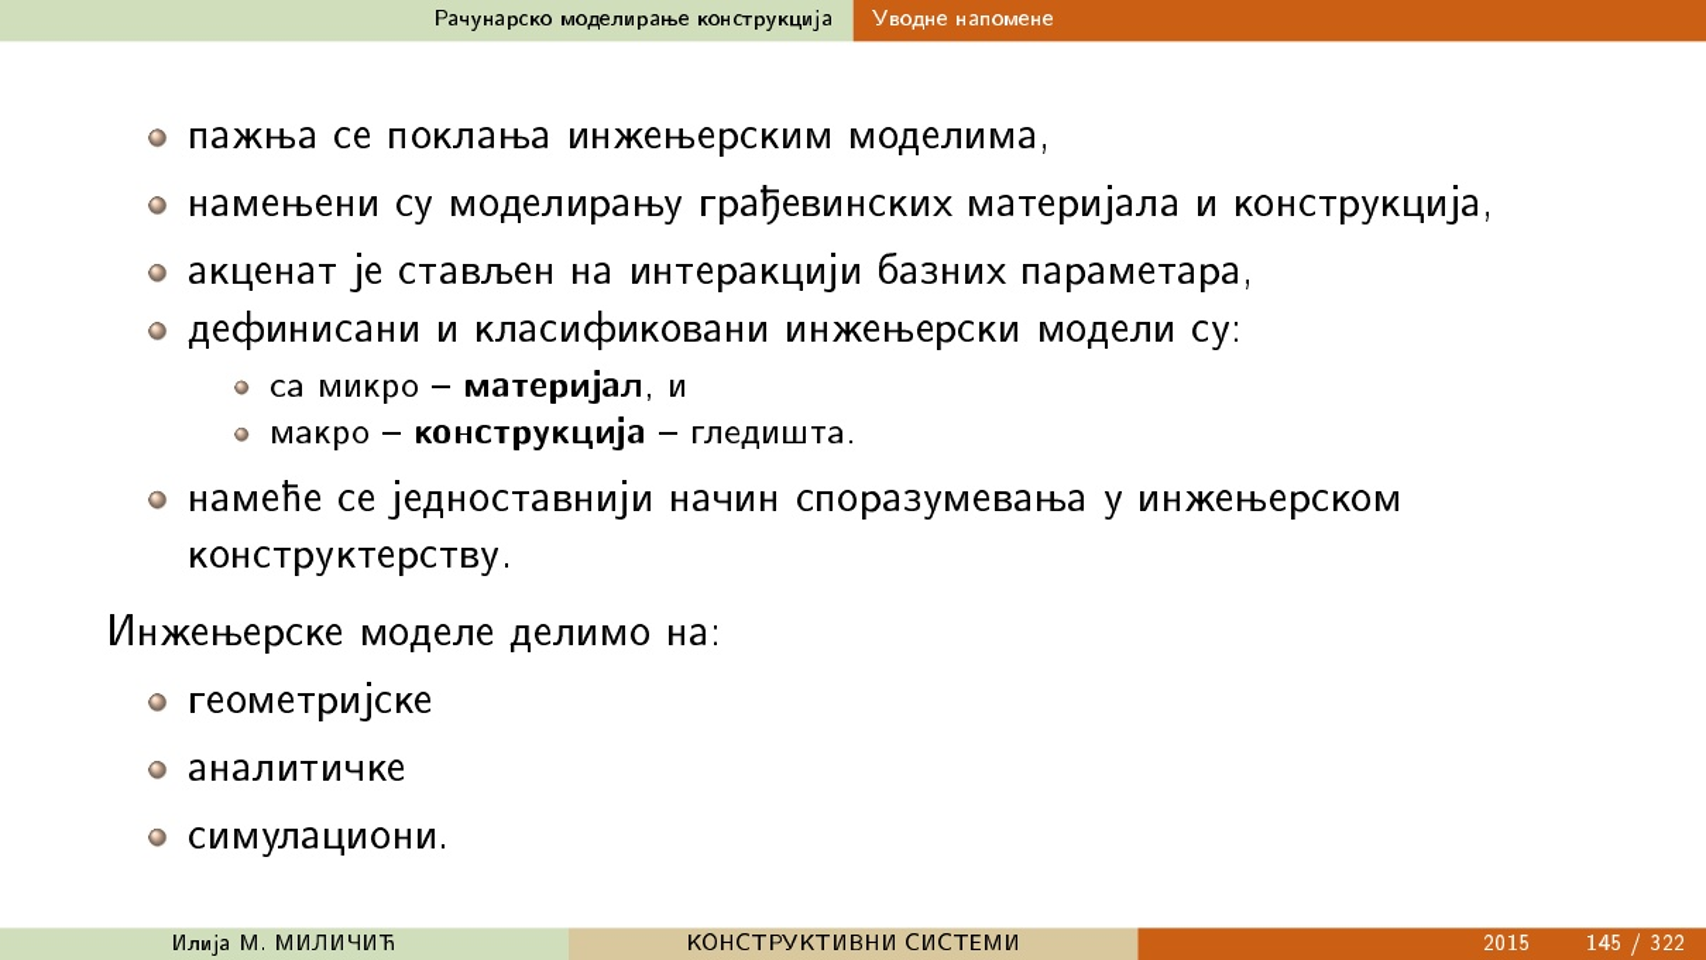 Рачунарско моделирање конструкција Уводне напомене
пажња се поклања инжењерским моделима,
намењени су моделирању грађевинских материјала и конструкција,
акценат је стављен на интеракцији базних параметара,
дефинисани и класификовани инжењерски модели су:
са микро – материјал, и
макро – конструкција – гледишта.
намеће се једноставнији начин споразумевања у инжењерском
конструктерству.
Инжењерске моделе делимо на:
геометријске
аналитичке
симулациони.
Илија М. МИЛИЧИЋ КОНСТРУКТИВНИ СИСТЕМИ 2015 145 / 322